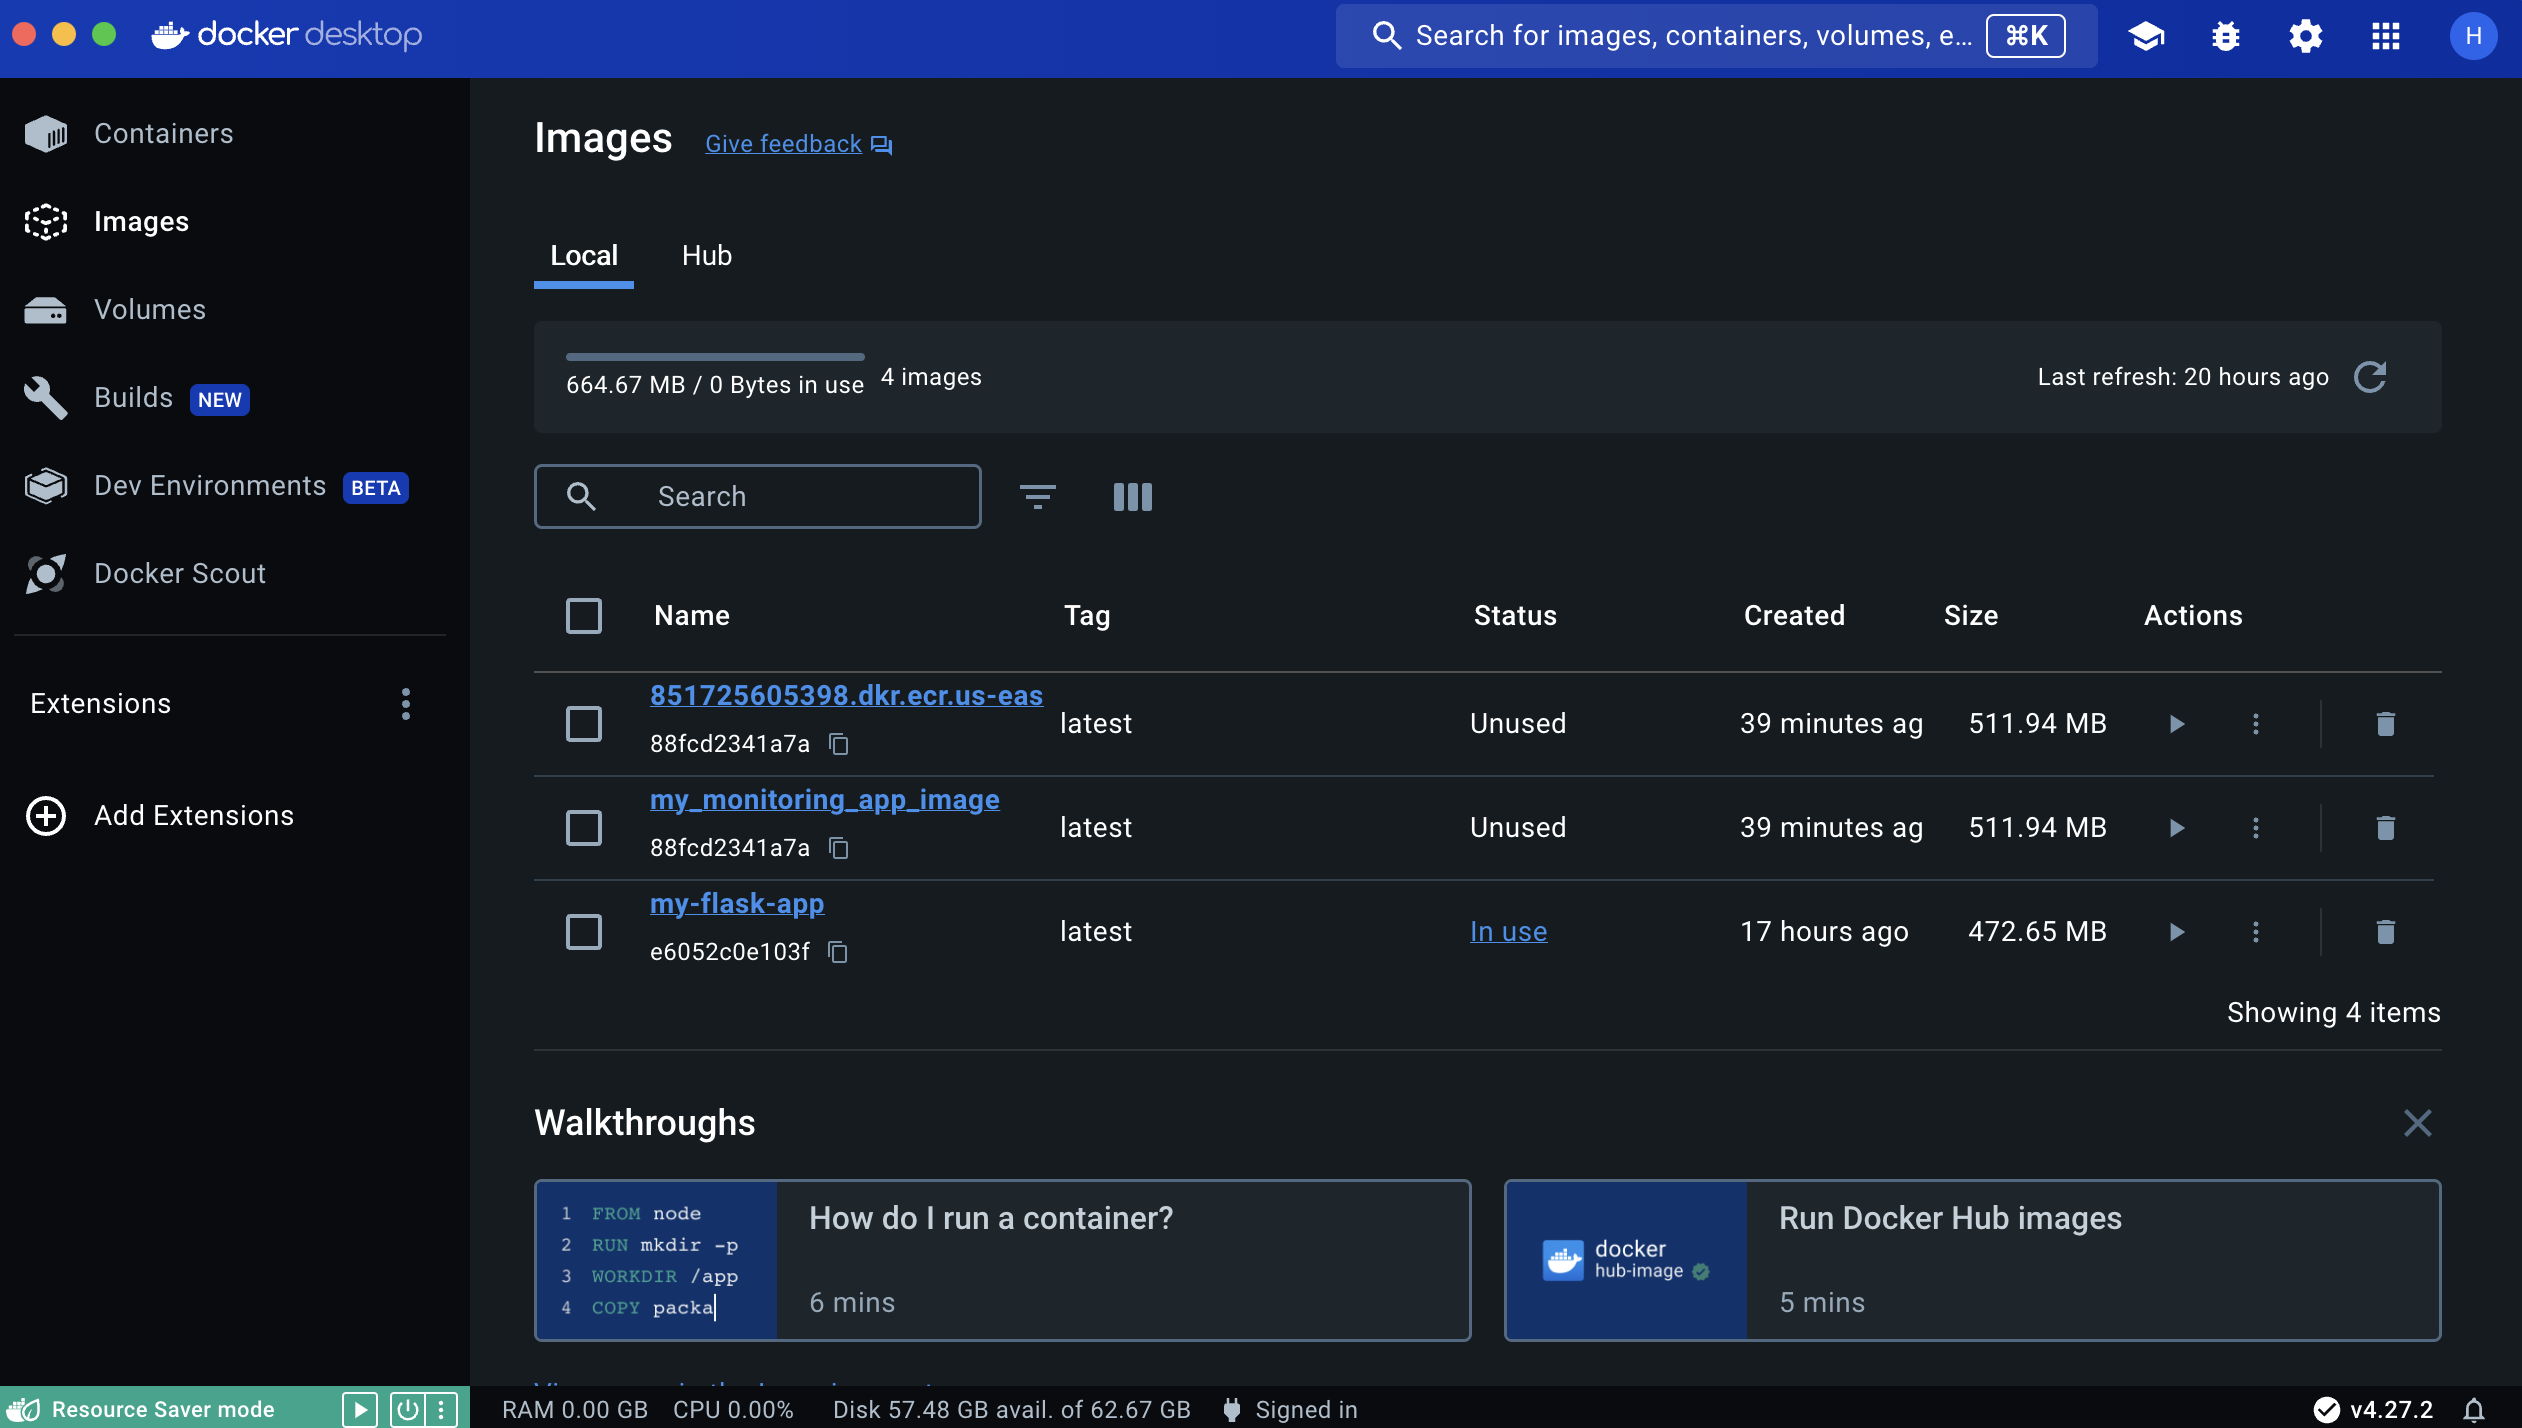 docker desktop
Search for images, containers, volumes, e... ⌘K
H
Containers
Images
Volumes
Builds NEW
Dev Environments BETA
Docker Scout
Extensions
Add Extensions
Images Give feedback
Local Hub
664.67 MB / 0 Bytes in use 4 images
Last refresh: 20 hours ago
Search
Name Tag Status Created Size Actions
851725605398.dkr.ecr.us-eas
88fcd2341a7a
latest Unused 39 minutes ag 511.94 MB
my_monitoring_app_image
88fcd2341a7a
latest Unused 39 minutes ag 511.94 MB
my-flask-app
e6052c0e103f
latest In use 17 hours ago 472.65 MB
Showing 4 items
Walkthroughs
1 FROM node
2 RUN mkdir -p
3 WORKDIR /app
4 COPY packa
How do I run a container?
6 mins
docker
hub-image
Run Docker Hub images
5 mins
Resource Saver mode
RAM 0.00 GB CPU 0.00% Disk 57.48 GB avail. of 62.67 GB Signed in
v4.27.2